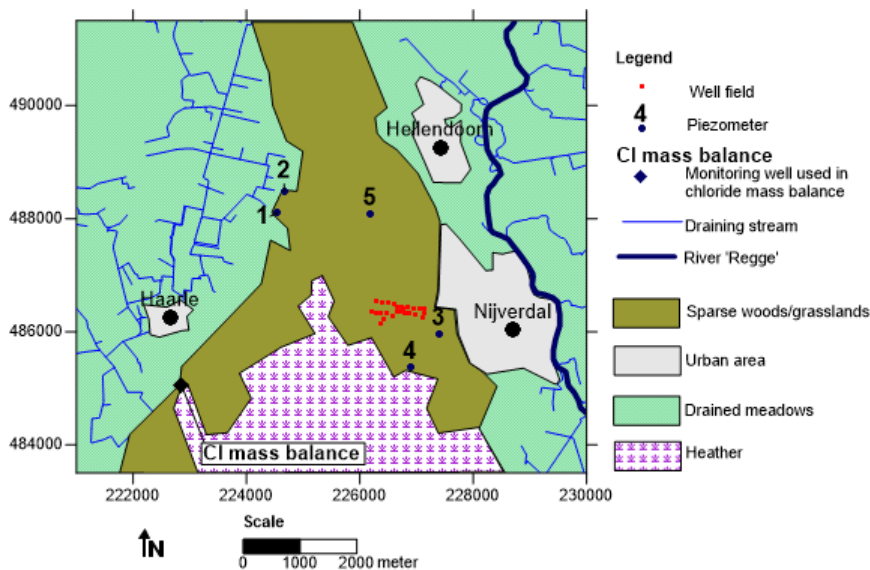 490000
488000
486000
484000
222000
224000
226000
228000
230000
Hellendoorn
2
1
5
Haarle
3
Nijverdal
4
Cl mass balance
N
Scale
0
1000
2000 meter
Legend
Well field
4
Piezometer
Cl mass balance
Monitoring well used in
chloride mass balance
Draining stream
River 'Regge'
Sparse woods/grasslands
Urban area
Drained meadows
Heather